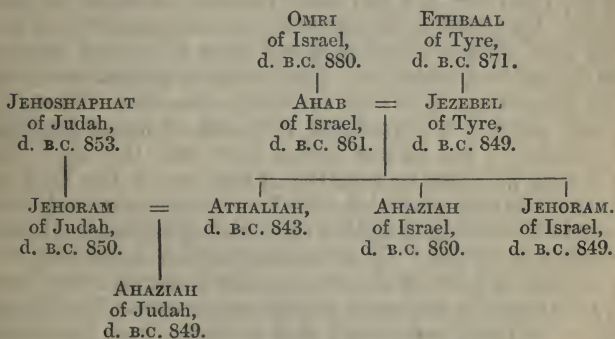 OMRI ETHBAAL
of Israel, of Tyre,
d. B.C. 880. d. B.C. 871.
JEHOSHAPHAT AHAB = JEZEBEL
of Judah, of Israel, of Tyre,
d. B.C. 853. d. B.C. 861. d. B.C. 849.
JEHORAM = ATHALIAH, AHAZIAH JEHORAM.
of Judah, d. B.C. 843. of Israel, of Israel,
d. B.C. 850. d. B.C. 860. d. B.C. 849.
AHAZIAH
of Judah,
d. B.C. 849.